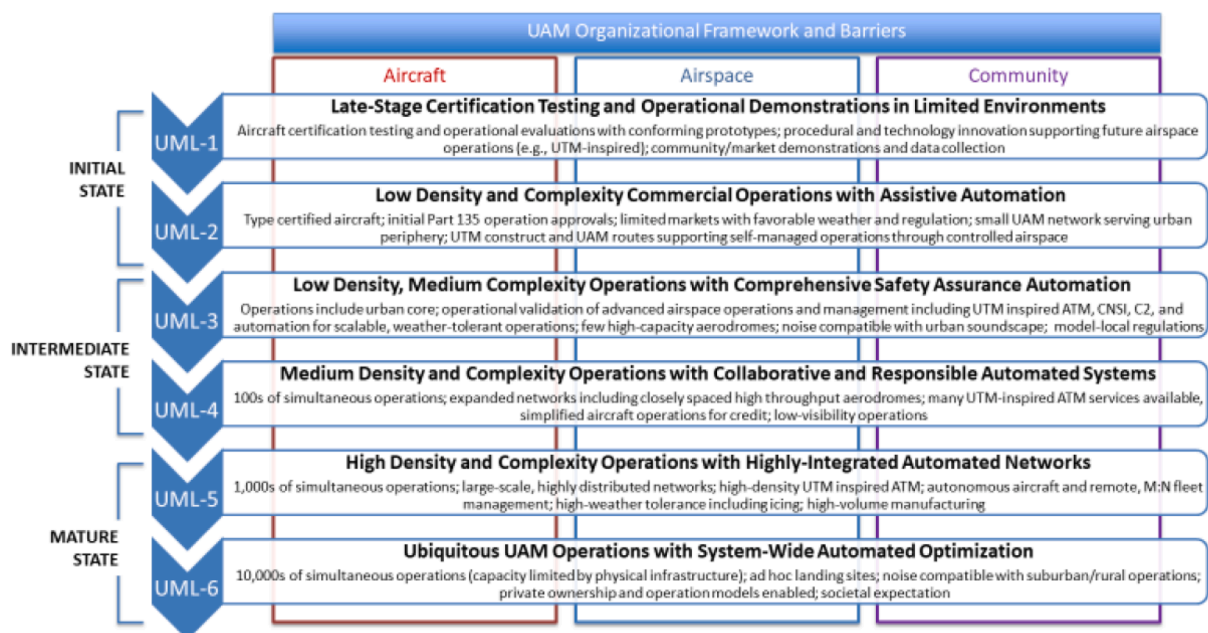 UAM Organizational Framework and Barriers
Aircraft
Airspace
Community
INITIAL
STATE
UML-1
Late-Stage Certification Testing and Operational Demonstrations in Limited Environments
Aircraft certification testing and operational evaluations with conforming prototypes; procedural and technology innovation supporting future airspace
operations (e.g., UTM-inspired); community/market demonstrations and data collection
UML-2
Low Density and Complexity Commercial Operations with Assistive Automation
Type certified aircraft; initial Part 135 operation approvals; limited markets with favorable weather and regulation; small UAM network serving urban
periphery; UTM construct and UAM routes supporting self-managed operations through controlled airspace
INTERMEDIATE
STATE
UML-3
Low Density, Medium Complexity Operations with Comprehensive Safety Assurance Automation
Operations include urban core; operational validation of advanced airspace operations and management including UTM inspired ATM, CNSI, C2, and
automation for scalable, weather-tolerant operations; few high-capacity aerodromes; noise compatible with urban soundscape; model-local regulations
UML-4
Medium Density and Complexity Operations with Collaborative and Responsible Automated Systems
100s of simultaneous operations; expanded networks including closely spaced high throughput aerodromes; many UTM-inspired ATM services available,
simplified aircraft operations for credit; low-visibility operations
MATURE
STATE
UML-5
High Density and Complexity Operations with Highly-Integrated Automated Networks
1,000s of simultaneous operations; large-scale, highly distributed networks; high-density UTM inspired ATM; autonomous aircraft and remote, M:N fleet
management; high-weather tolerance including icing; high-volume manufacturing
UML-6
Ubiquitous UAM Operations with System-Wide Automated Optimization
10,000s of simultaneous operations (capacity limited by physical infrastructure); ad hoc landing sites; noise compatible with suburban/rural operations;
private ownership and operation models enabled; societal expectation